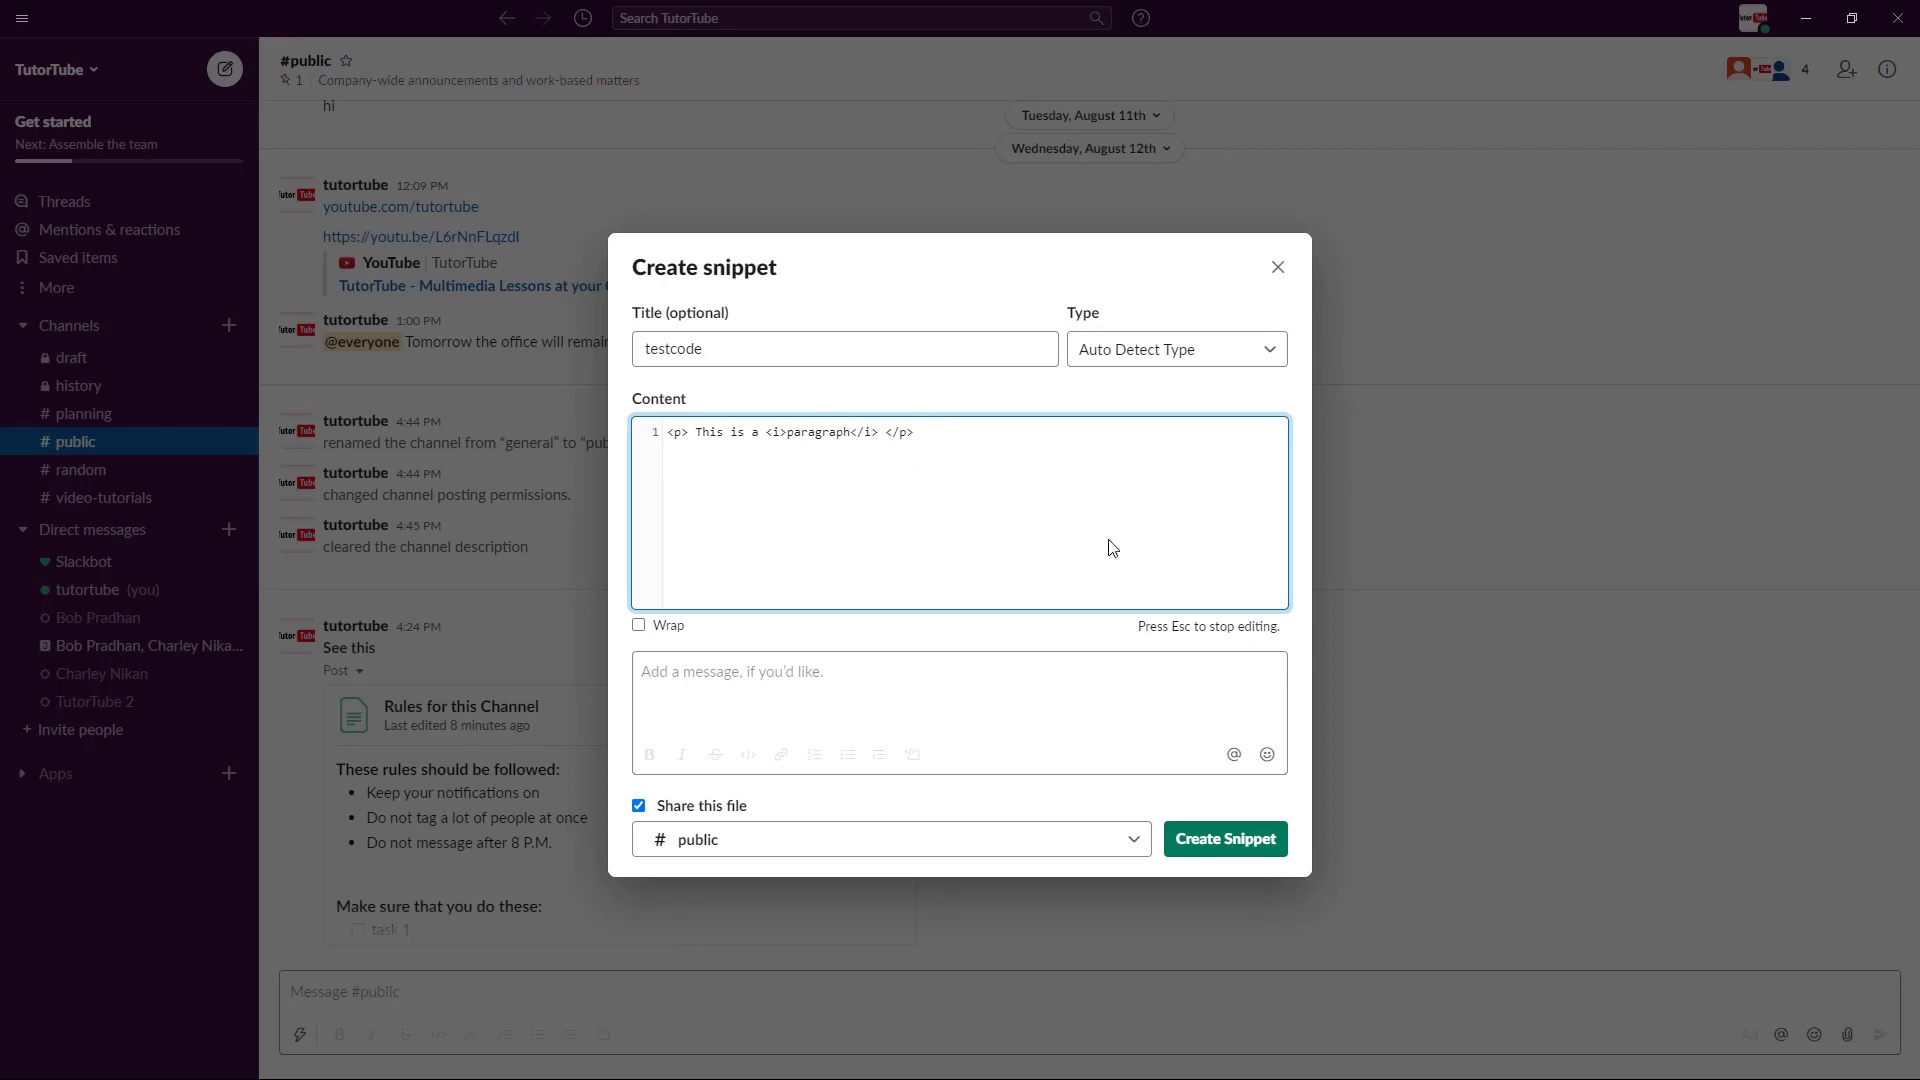 Search TutorTube
TutorTube
#public
1 | Company-wide announcements and work-based matters
4
Get started
Next: Assemble the team
Threads
Mentions & reactions
Saved items
More
Channels
draft
history
# planning
# public
# random
# video-tutorials
Direct messages
Slackbot
tutortube (you)
Bob Pradhan
3 Bob Pradhan, Charley Nika...
Charley Nikan
TutorTube 2
+ Invite people
Apps
hi
Tuesday, August 11th
Wednesday, August 12th
tutortube 12:09 PM
youtube.com/tutortube
https://youtu.be/L6rNnFLqzdI
YouTube | TutorTube
TutorTube - Multimedia Lessons at your
tutortube 1:00 PM
@everyone Tomorrow the office will remain
tutortube 4:44 PM
renamed the channel from “general” to “pub
tutortube 4:44 PM
changed channel posting permissions.
tutortube 4:45 PM
cleared the channel description
tutortube 4:24 PM
See this
Post
Rules for this Channel
Last edited 8 minutes ago
These rules should be followed:
• Keep your notifications on
• Do not tag a lot of people at once
• Do not message after 8 P.M.
Make sure that you do these:
task 1
Message #public
Aa
Create snippet
Title (optional)
Type
testcode
Auto Detect Type
Content
1 <p> This is a <i>paragraph</i> </p>
Wrap
Press Esc to stop editing.
Add a message, if you’d like.
Share this file
# public
Create Snippet